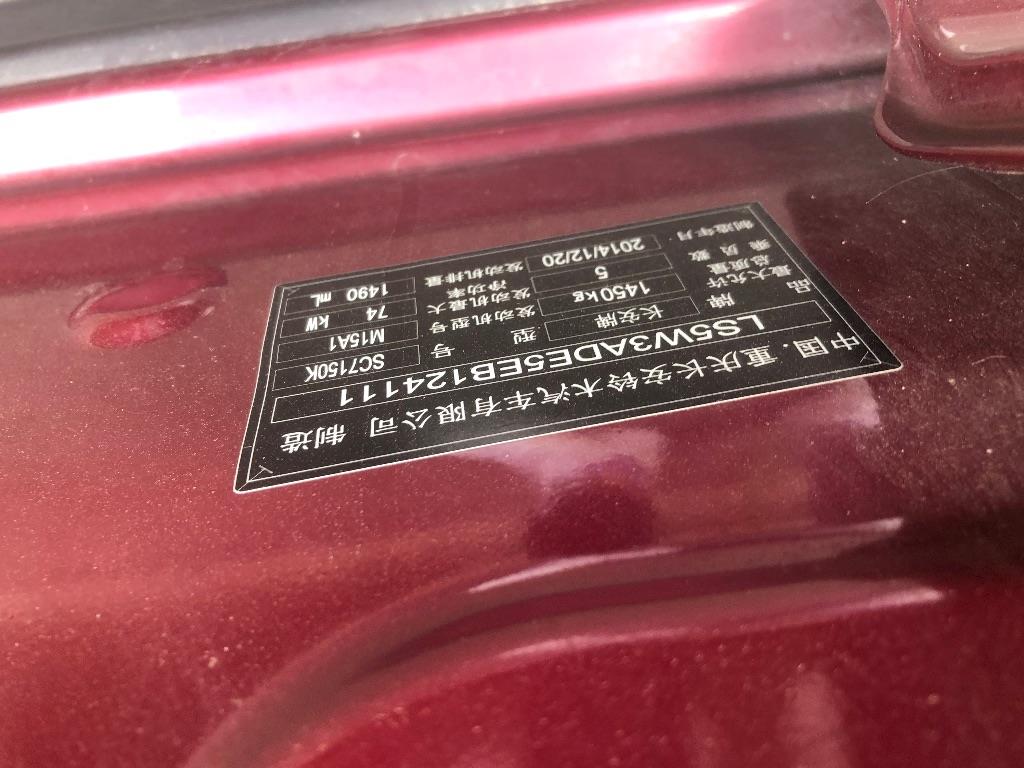 中国·重庆长安铃木汽车有限公司 制造
LS5W3ADE5EB124111
品牌 长安牌 型号 SC7150K
最大允许总质量 1450kg 发动机型号 M15A1
乘员数 5 发动机最大净功率 74 kW
制造年月 2014/12/20 发动机排量 1490 mL